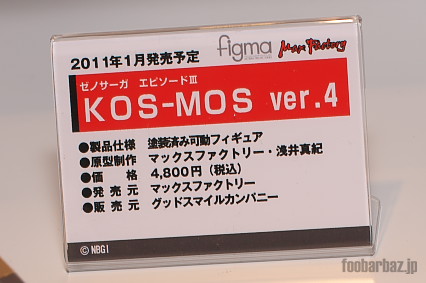 2011年1月発売予定 figma Max Factory
ゼノサーガ エピソードⅢ
KOS-MOS ver.4
●製品仕様 塗装済み可動フィギュア
●原型制作 マックスファクトリー・浅井真紀
●価 格 4,800円（税込）
●発 売 元 マックスファクトリー
●販 売 元 グッドスマイルカンパニー
©NBGI
foobarbaz.jp